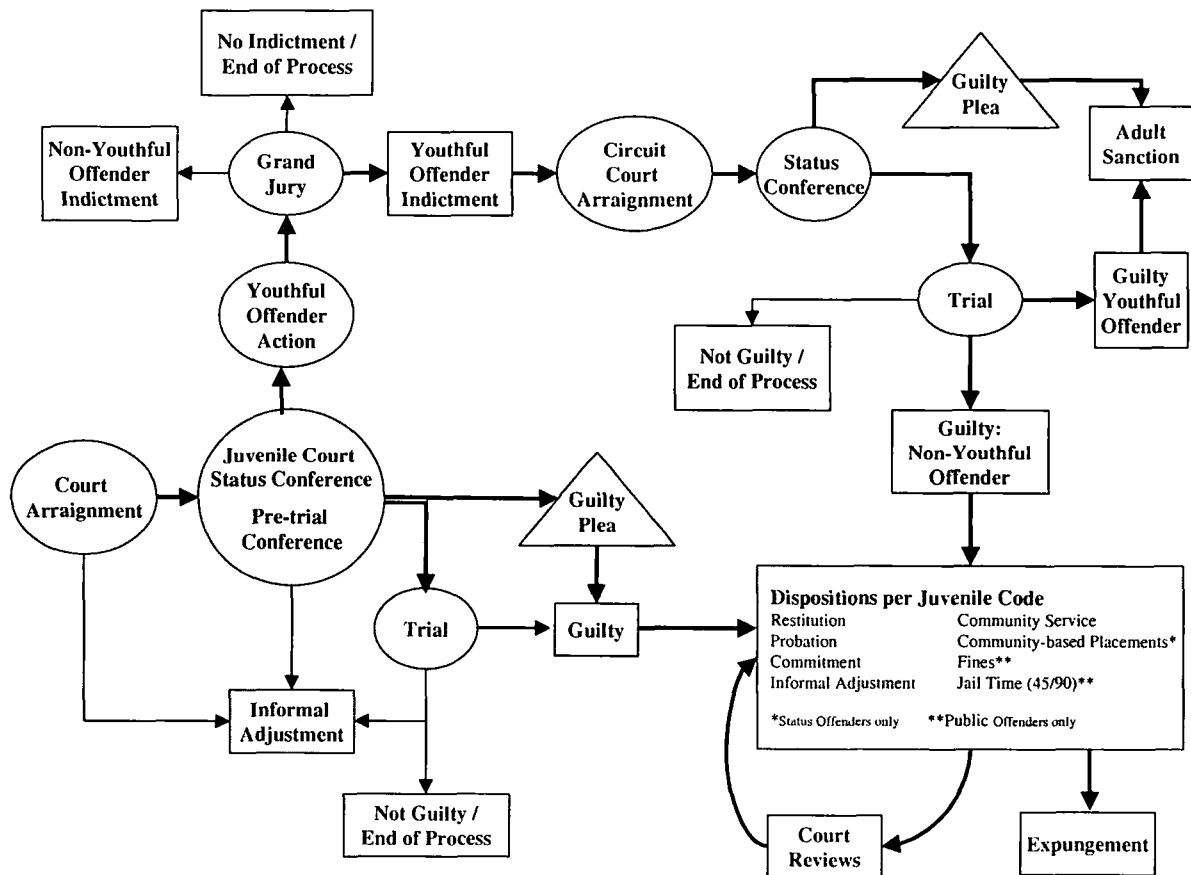 No Indictment /
End of Process
Guilty
Plea
Adult
Sanction
Non-Youthful
Offender
Indictment
Grand
Jury
Youthful
Offender
Indictment
Circuit
Court
Arraignment
Status
Conference
Youthful
Offender
Action
Trial
Guilty
Youthful
Offender
Not Guilty /
End of Process
Guilty:
Non-Youthful
Offender
Court
Arraignment
Juvenile Court
Status Conference
Pre-trial
Conference
Guilty
Plea
Trial
Guilty
Dispositions per Juvenile Code
Restitution Community Service
Probation Community-based Placements*
Commitment Fines**
Informal Adjustment Jail Time (45/90)**
*Status Offenders only **Public Offenders only
Informal
Adjustment
Not Guilty /
End of Process
Court
Reviews
Expungement